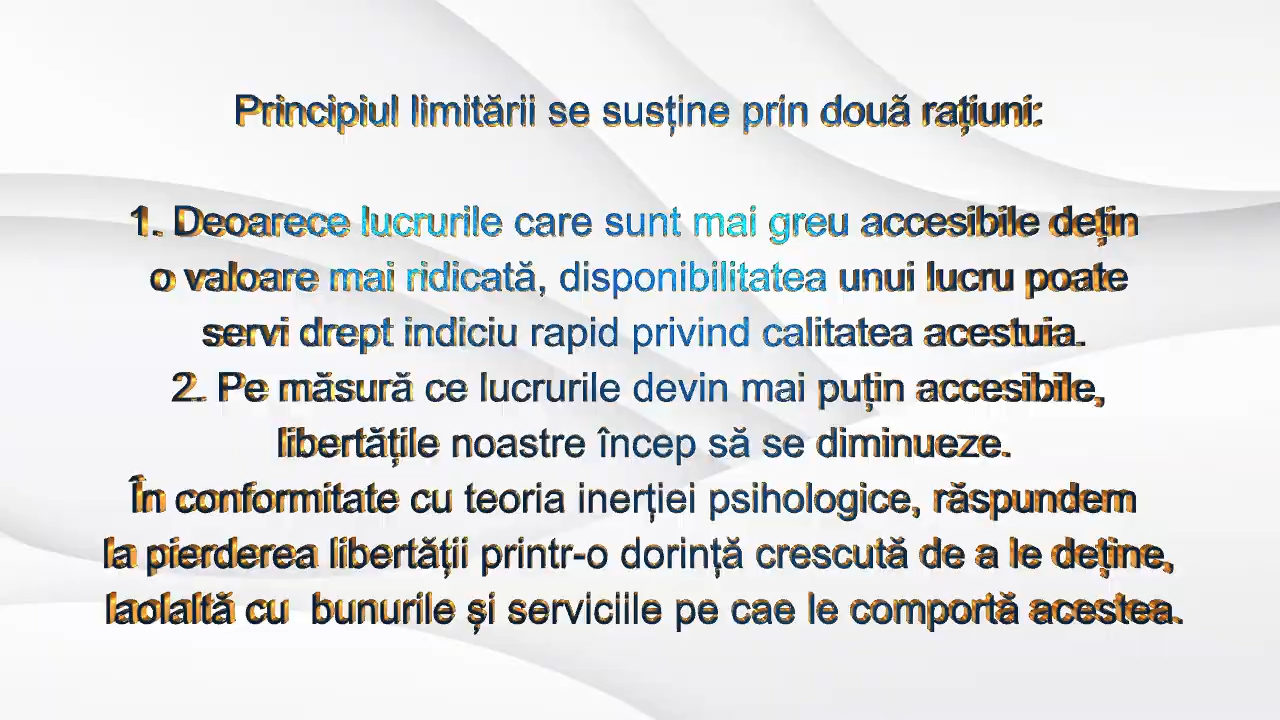 Principiul limitării se susține prin două rațiuni:
1. Deoarece lucrurile care sunt mai greu accesibile dețin
o valoare mai ridicată, disponibilitatea unui lucru poate
servi drept indiciu rapid privind calitatea acestuia.
2. Pe măsură ce lucrurile devin mai puțin accesibile,
libertățile noastre încep să se diminueze.
În conformitate cu teoria inerției psihologice, răspundem
la pierderea libertății printr-o dorință crescută de a le deține,
laolaltă cu  bunurile și serviciile pe cae le comportă acestea.